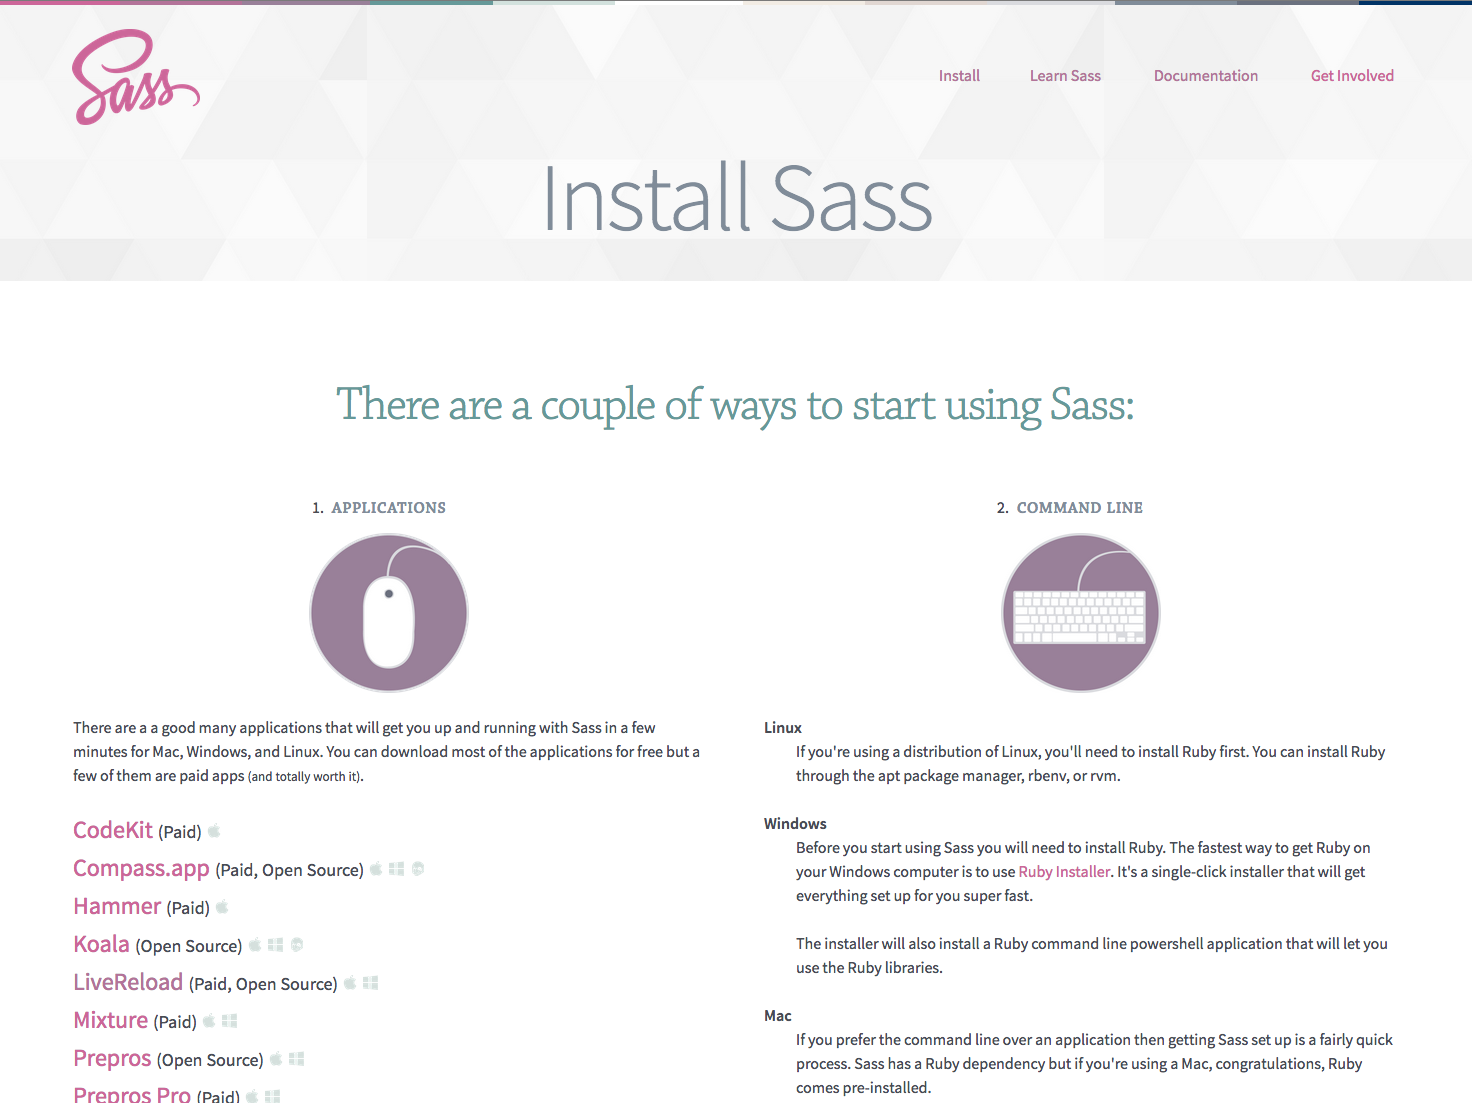 Sass
Install
Learn Sass
Documentation
Get Involved
Install Sass
There are a couple of ways to start using Sass:
1. APPLICATIONS
There are a a good many applications that will get you up and running with Sass in a few
minutes for Mac, Windows, and Linux. You can download most of the applications for free but a
few of them are paid apps (and totally worth it).
CodeKit (Paid)
Compass.app (Paid, Open Source)
Hammer (Paid)
Koala (Open Source)
LiveReload (Paid, Open Source)
Mixture (Paid)
Prepros (Open Source)
Prepros Pro (Paid)
2. COMMAND LINE
Linux
If you're using a distribution of Linux, you'll need to install Ruby first. You can install Ruby
through the apt package manager, rbenv, or rvm.
Windows
Before you start using Sass you will need to install Ruby. The fastest way to get Ruby on
your Windows computer is to use Ruby Installer. It's a single-click installer that will get
everything set up for you super fast.
The installer will also install a Ruby command line powershell application that will let you
use the Ruby libraries.
Mac
If you prefer the command line over an application then getting Sass set up is a fairly quick
process. Sass has a Ruby dependency but if you're using a Mac, congratulations, Ruby
comes pre-installed.